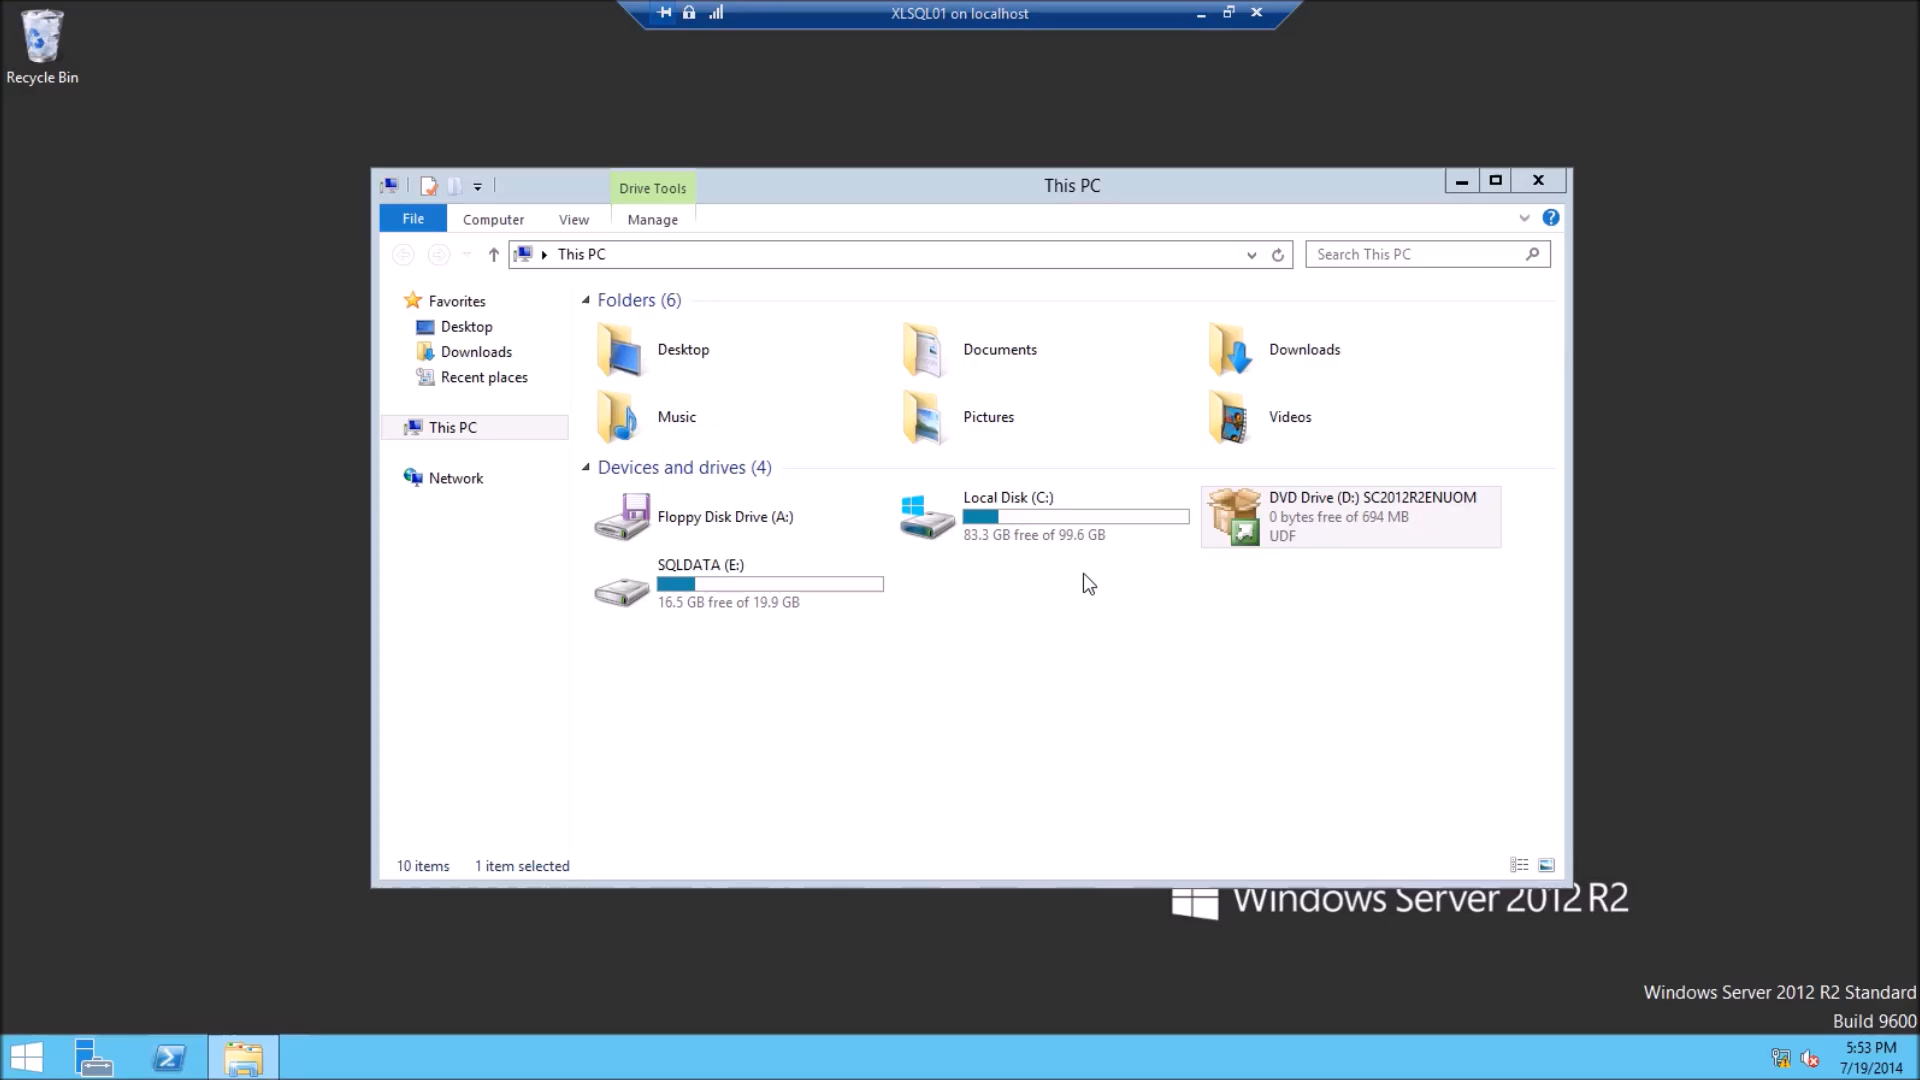 XLSQL01 on localhost
Recycle Bin
Drive Tools
This PC
File
Computer
View
Manage
This PC
Search This PC
Favorites
Desktop
Downloads
Recent places
This PC
Network
Folders (6)
Desktop
Documents
Downloads
Music
Pictures
Videos
Devices and drives (4)
Floppy Disk Drive (A:)
Local Disk (C:)
83.3 GB free of 99.6 GB
DVD Drive (D:) SC2012R2ENUOM
0 bytes free of 694 MB
UDF
SQLDATA (E:)
16.5 GB free of 19.9 GB
10 items
1 item selected
Windows Server 2012 R2
Windows Server 2012 R2 Standard
Build 9600
5:53 PM
7/19/2014